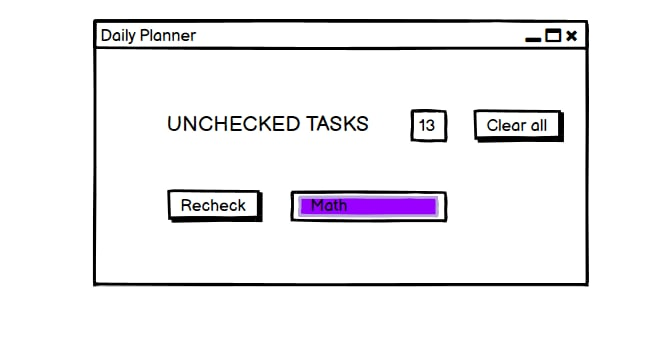 Daily Planner
UNCHECKED TASKS 13 Clear all
Recheck Math